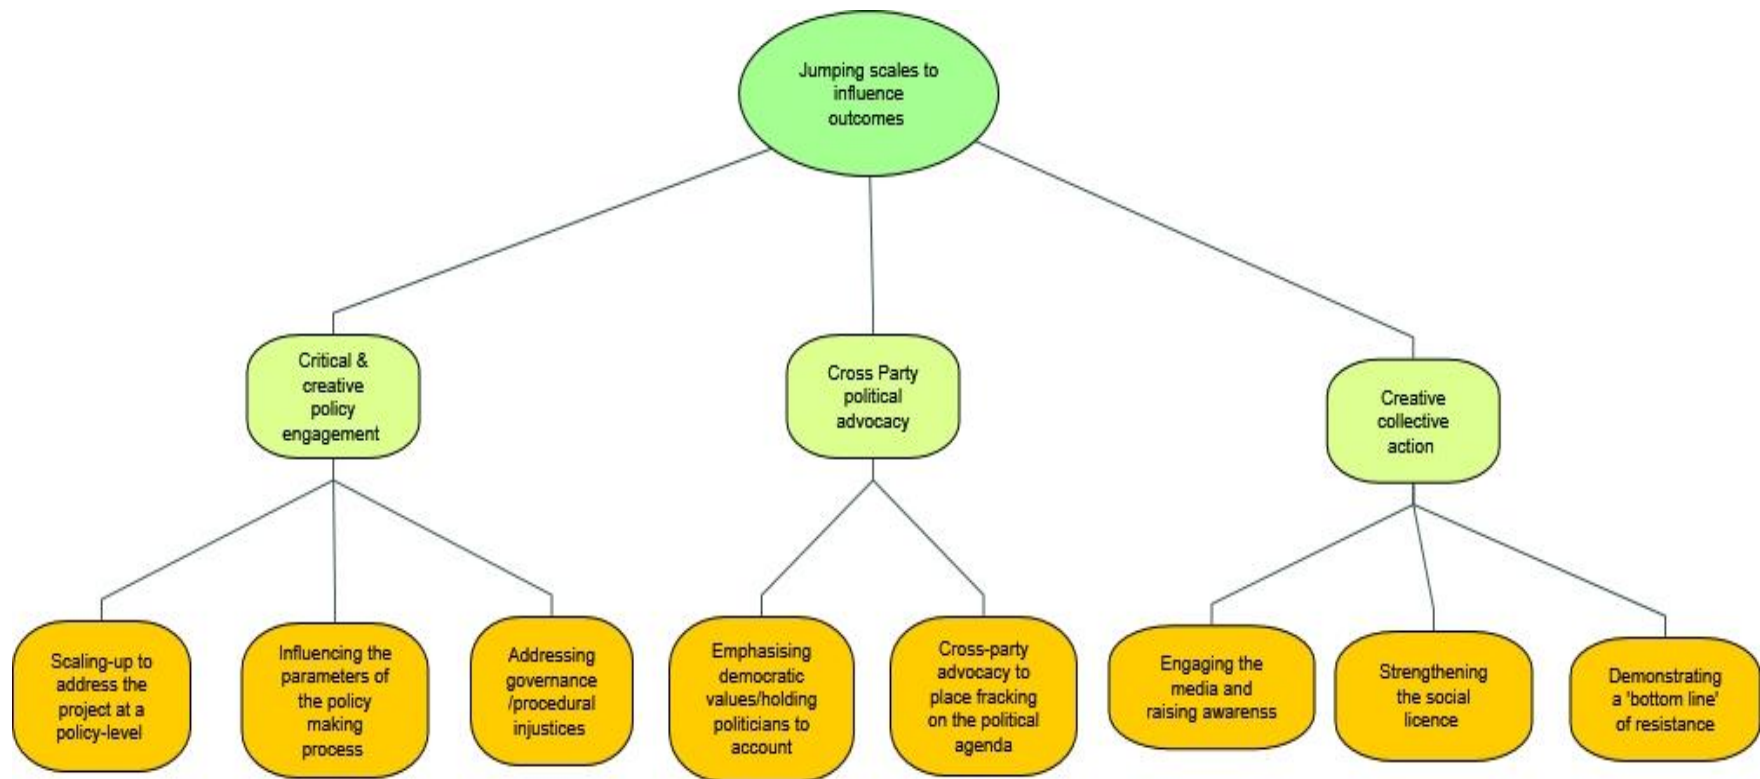 Jumping scales to
influence
outcomes
Critical &
creative
policy
engagement
Cross Party
political
advocacy
Creative
collective
action
Scaling-up to
address the
project at a
policy-level
Influencing the
parameters of
the policy
making
process
Addressing
governance
/procedural
injustices
Emphasising
democratic
values/holding
politicians to
account
Cross-party
advocacy to
place fracking
on the political
agenda
Engaging the
media and
raising awarenss
Strengthening
the social
licence
Demonstrating
a 'bottom line'
of resistance